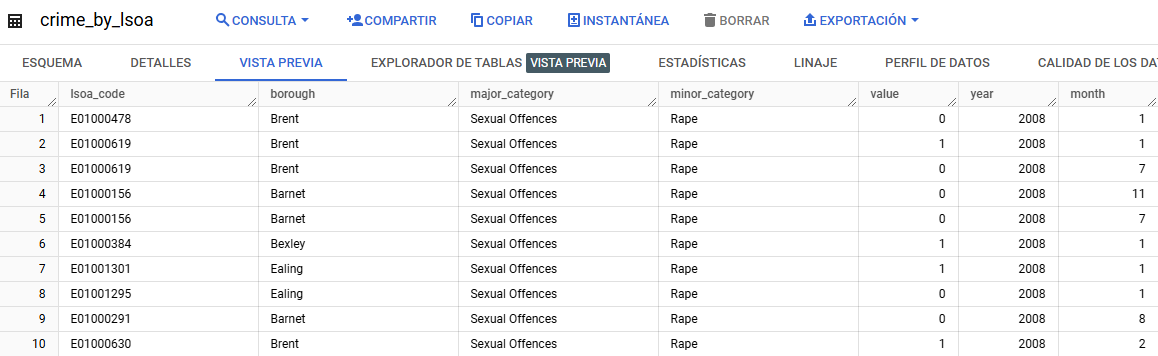 crime_by_lsoa CONSULTA COMPARTIR COPIAR INSTANTÁNEA BORRAR EXPORTACIÓN
ESQUEMA DETALLES VISTA PREVIA EXPLORADOR DE TABLAS VISTA PREVIA ESTADÍSTICAS LINAJE PERFIL DE DATOS CALIDAD DE LOS DA
Fila lsoa_code borough major_category minor_category value year month
1 E01000478 Brent Sexual Offences Rape 0 2008 1
2 E01000619 Brent Sexual Offences Rape 1 2008 1
3 E01000619 Brent Sexual Offences Rape 0 2008 7
4 E01000156 Barnet Sexual Offences Rape 0 2008 11
5 E01000156 Barnet Sexual Offences Rape 0 2008 7
6 E01000384 Bexley Sexual Offences Rape 1 2008 1
7 E01001301 Ealing Sexual Offences Rape 1 2008 1
8 E01001295 Ealing Sexual Offences Rape 0 2008 1
9 E01000291 Barnet Sexual Offences Rape 0 2008 8
10 E01000630 Brent Sexual Offences Rape 1 2008 2